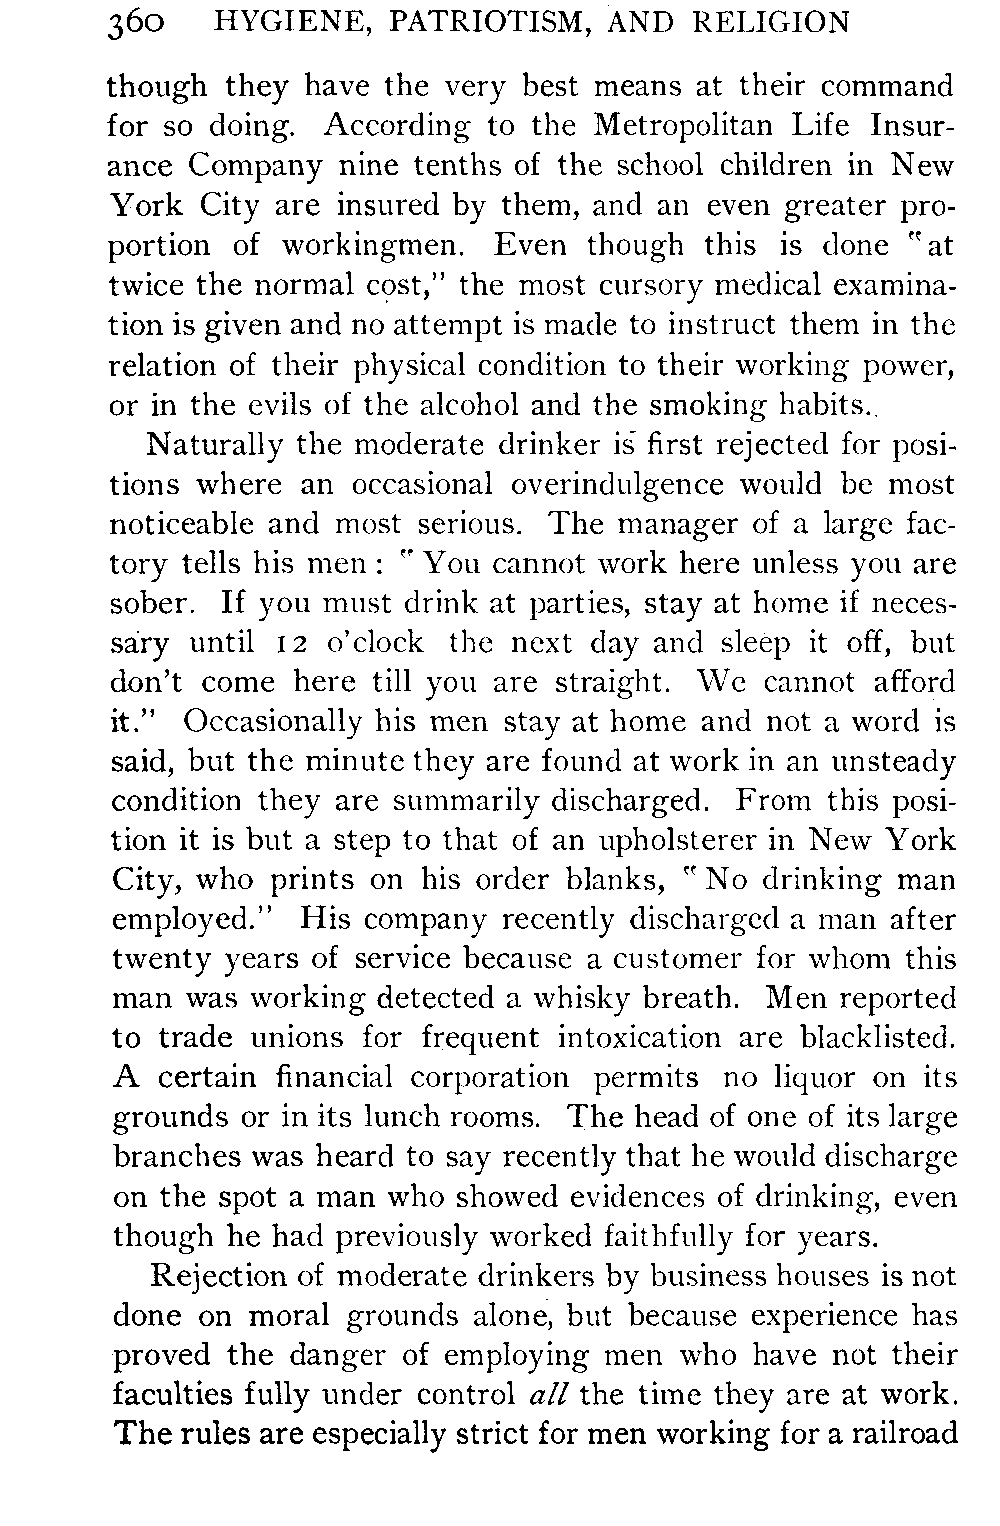 360 HYGIENE, PATRIOTISM, AND RELIGION
though they have the very best means at their command
for so doing. According to the Metropolitan Life Insur-
ance Company nine tenths of the school children in New
York City are insured by them, and an even greater pro-
portion of workingmen. Even though this is done "at
twice the normal cost," the most cursory medical examina-
tion is given and no attempt is made to instruct them in the
relation of their physical condition to their working power,
or in the evils of the alcohol and the smoking habits.
Naturally the moderate drinker is first rejected for posi-
tions where an occasional overindulgence would be most
noticeable and most serious. The manager of a large fac-
tory tells his men : "You cannot work here unless you are
sober. If you must drink at parties, stay at home if neces-
sary until 12 o'clock the next day and sleep it off, but
don't come here till you are straight. We cannot afford
it." Occasionally his men stay at home and not a word is
said, but the minute they are found at work in an unsteady
condition they are summarily discharged. From this posi-
tion it is but a step to that of an upholsterer in New York
City, who prints on his order blanks, "No drinking man
employed." His company recently discharged a man after
twenty years of service because a customer for whom this
man was working detected a whisky breath. Men reported
to trade unions for frequent intoxication are blacklisted.
A certain financial corporation permits no liquor on its
grounds or in its lunch rooms. The head of one of its large
branches was heard to say recently that he would discharge
on the spot a man who showed evidences of drinking, even
though he had previously worked faithfully for years.
Rejection of moderate drinkers by business houses is not
done on moral grounds alone, but because experience has
proved the danger of employing men who have not their
faculties fully under control all the time they are at work.
The rules are especially strict for men working for a railroad